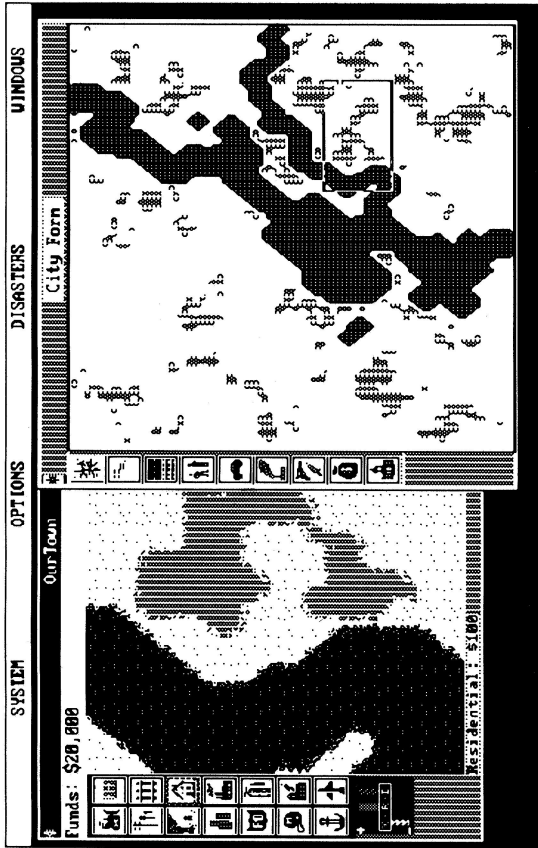 SYSTEM OPTIONS DISASTERS WINDOWS
OurTown
Funds: $20,000
Residential: $100
City Form